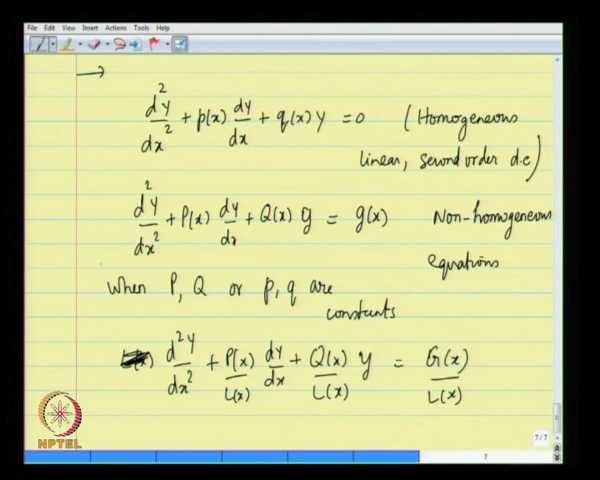 File Edit View Insert Actions Tools Help
→
d²y/dx² + p(x) dy/dx + q(x) y = 0 (Homogeneous
linear, second order d.e)
d²y/dx² + P(x) dy/dx + Q(x) y = g(x) Non-homogeneous
equations
When P, Q or p, q are
constants
d²y/dx² + P(x)/L(x) dy/dx + Q(x)/L(x) y = G(x)/L(x)
NPTEL
7/7
7